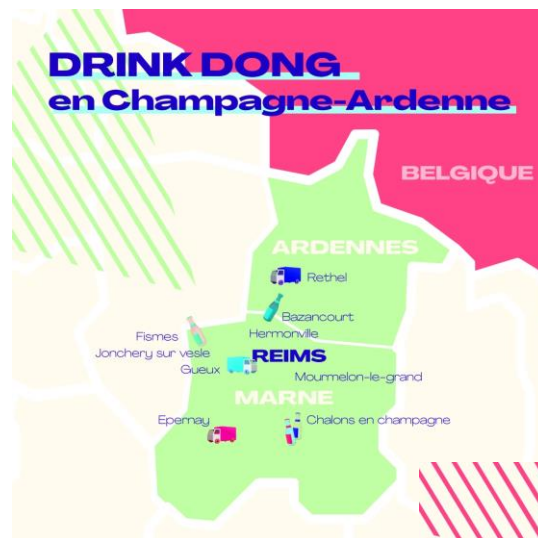 DRINK DONG
en Champagne-Ardenne
BELGIQUE
ARDENNES
Rethel
Bazancourt
Hermonville
Fismes
Jonchery sur vesle
REIMS
Gueux
Mourmelon-le-grand
MARNE
Epernay
Chalons en champagne